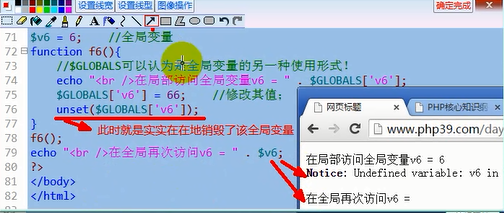 设置线宽 设置线型 图像操作
确定完成
71 $v6 = 6;    //全局变量
72 function f6(){
73     //$GLOBALS可以认为是全局变量的另一种使用形式！
74     echo "<br />在局部访问全局变量v6 = " . $GLOBALS['v6'];
75     $GLOBALS['v6'] = 66;    //修改其值；
76     unset($GLOBALS['v6']);
77 }    此时就是实实在在地销毁了该全局变量
78 f6();
79 echo "<br />在全局再次访问v6 = " . $v6;
80 ?>
81 </body>
82 </html>
网页标题    PHP核心知识
www.php39.com/day
在局部访问全局变量v6 = 6
Notice: Undefined variable: v6 in
在全局再次访问v6 =